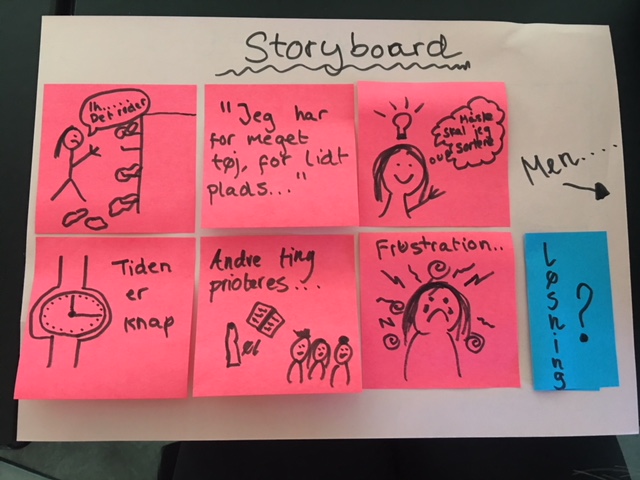 Storyboard
Ih.....
Det roder
"Jeg har
for meget
tøj, for lidt
plads..."
Måske
skal jeg
sortere
Men....
Tiden
er
knap
Andre ting
prioteres....
øl
Frustration..
Løsning
?